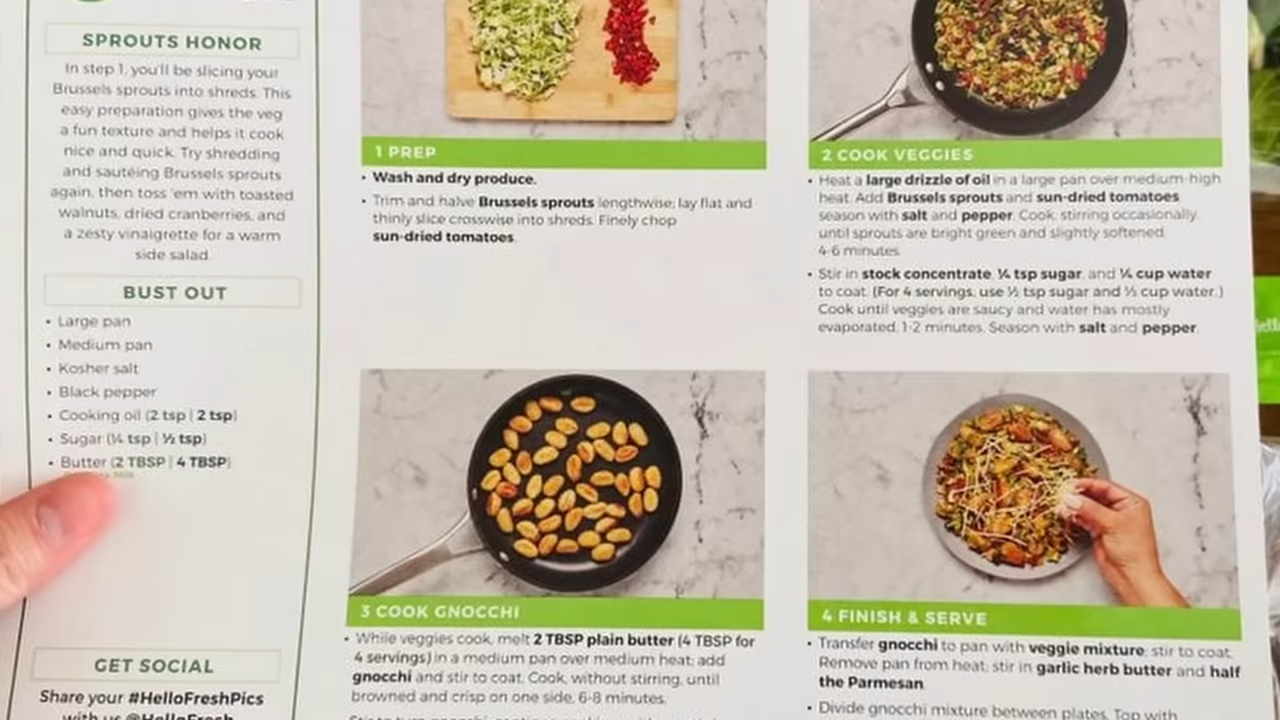 SPROUTS HONOR
In step 1, you'll be slicing your
Brussels sprouts into shreds. This
easy preparation gives the veg
a fun texture and helps it cook
nice and quick. Try shredding
and sautéing Brussels sprouts
again, then toss 'em with toasted
walnuts, dried cranberries, and
a zesty vinaigrette for a warm
side salad.
BUST OUT
• Large pan
• Medium pan
• Kosher salt
• Black pepper
• Cooking oil (2 tsp | 2 tsp)
• Sugar (¼ tsp | ½ tsp)
• Butter (2 TBSP | 4 TBSP)
GET SOCIAL
Share your #HelloFreshPics
with us @HelloFresh
1 PREP
• Wash and dry produce.
• Trim and halve Brussels sprouts lengthwise; lay flat and
thinly slice crosswise into shreds. Finely chop
sun-dried tomatoes.
2 COOK VEGGIES
• Heat a large drizzle of oil in a large pan over medium-high
heat. Add Brussels sprouts and sun-dried tomatoes;
season with salt and pepper. Cook, stirring occasionally,
until sprouts are bright green and slightly softened,
4-6 minutes.
• Stir in stock concentrate, ¼ tsp sugar, and ¼ cup water
to coat. (For 4 servings, use ½ tsp sugar and ⅓ cup water.)
Cook until veggies are saucy and water has mostly
evaporated, 1-2 minutes. Season with salt and pepper.
3 COOK GNOCCHI
• While veggies cook, melt 2 TBSP plain butter (4 TBSP for
4 servings) in a medium pan over medium heat; add
gnocchi and stir to coat. Cook, without stirring, until
browned and crisp on one side, 6-8 minutes.
4 FINISH & SERVE
• Transfer gnocchi to pan with veggie mixture; stir to coat.
Remove pan from heat; stir in garlic herb butter and half
the Parmesan.
• Divide gnocchi mixture between plates. Top with